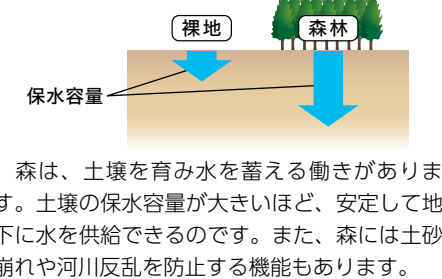 裸地
森林
保水容量
森は、土壌を育み水を蓄える働きがありま
す。土壌の保水容量が大きいほど、安定して地
下に水を供給できるのです。また、森には土砂
崩れや河川反乱を防止する機能もあります。